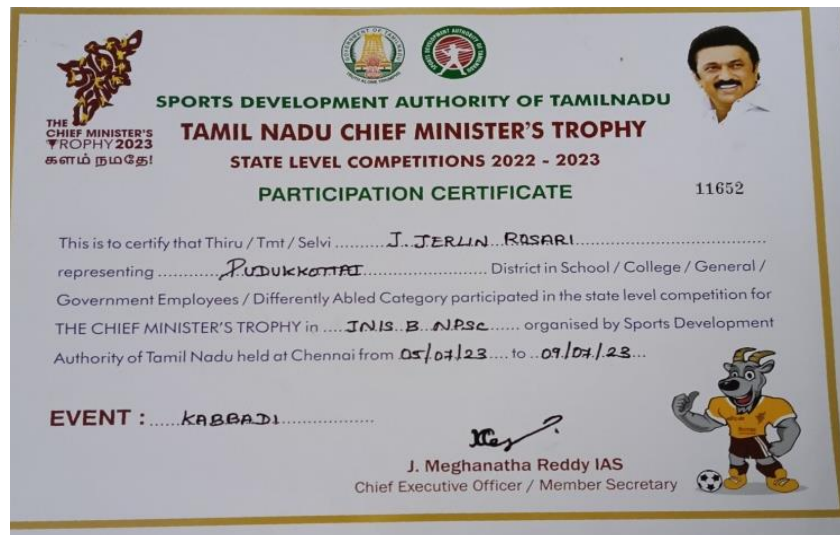 THE
CHIEF MINISTER'S
TROPHY 2023
களம் நமதே!
SPORTS DEVELOPMENT AUTHORITY OF TAMILNADU
TAMIL NADU CHIEF MINISTER'S TROPHY
STATE LEVEL COMPETITIONS 2022 - 2023
PARTICIPATION CERTIFICATE
11652
This is to certify that Thiru / Tmt / Selvi ..........J. JERLIN ROSARI..........
representing ..........PUDUKKOTTAI.......... District in School / College / General /
Government Employees / Differently Abled Category participated in the state level competition for
THE CHIEF MINISTER'S TROPHY in ....JNIS B NPSC...... organised by Sports Development
Authority of Tamil Nadu held at Chennai from 05/07/23.... to ..09/07/.23...
EVENT : ......KABBADI..................
J. Meghanatha Reddy IAS
Chief Executive Officer / Member Secretary